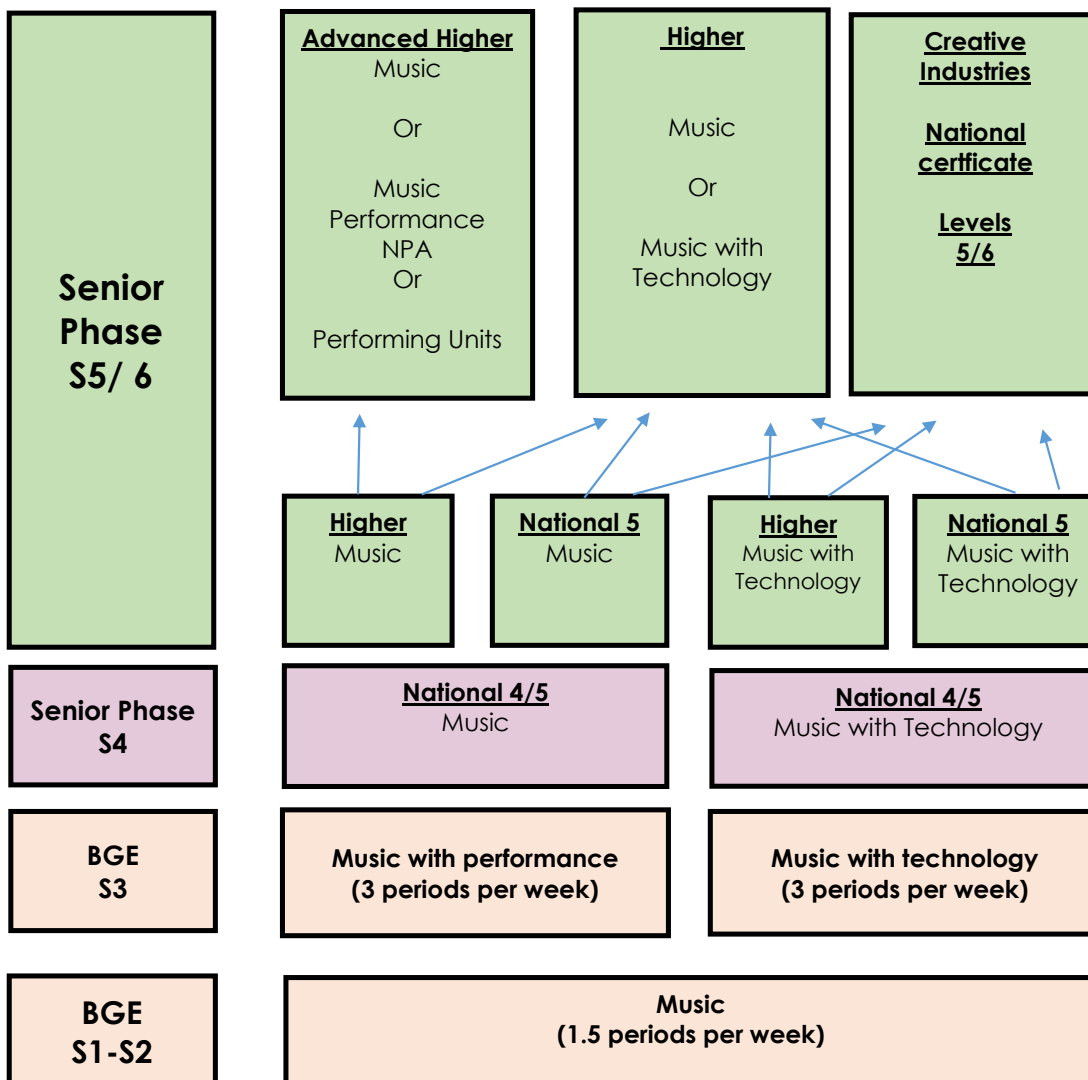 Senior
Phase
S5/ 6
Advanced Higher
Music
Or
Music
Performance
NPA
Or
Performing Units
Higher
Music
Or
Music with
Technology
Creative
Industries
National
certficate
Levels
5/6
Higher
Music
National 5
Music
Higher
Music with
Technology
National 5
Music with
Technology
Senior Phase
S4
National 4/5
Music
National 4/5
Music with Technology
BGE
S3
Music with performance
(3 periods per week)
Music with technology
(3 periods per week)
BGE
S1-S2
Music
(1.5 periods per week)